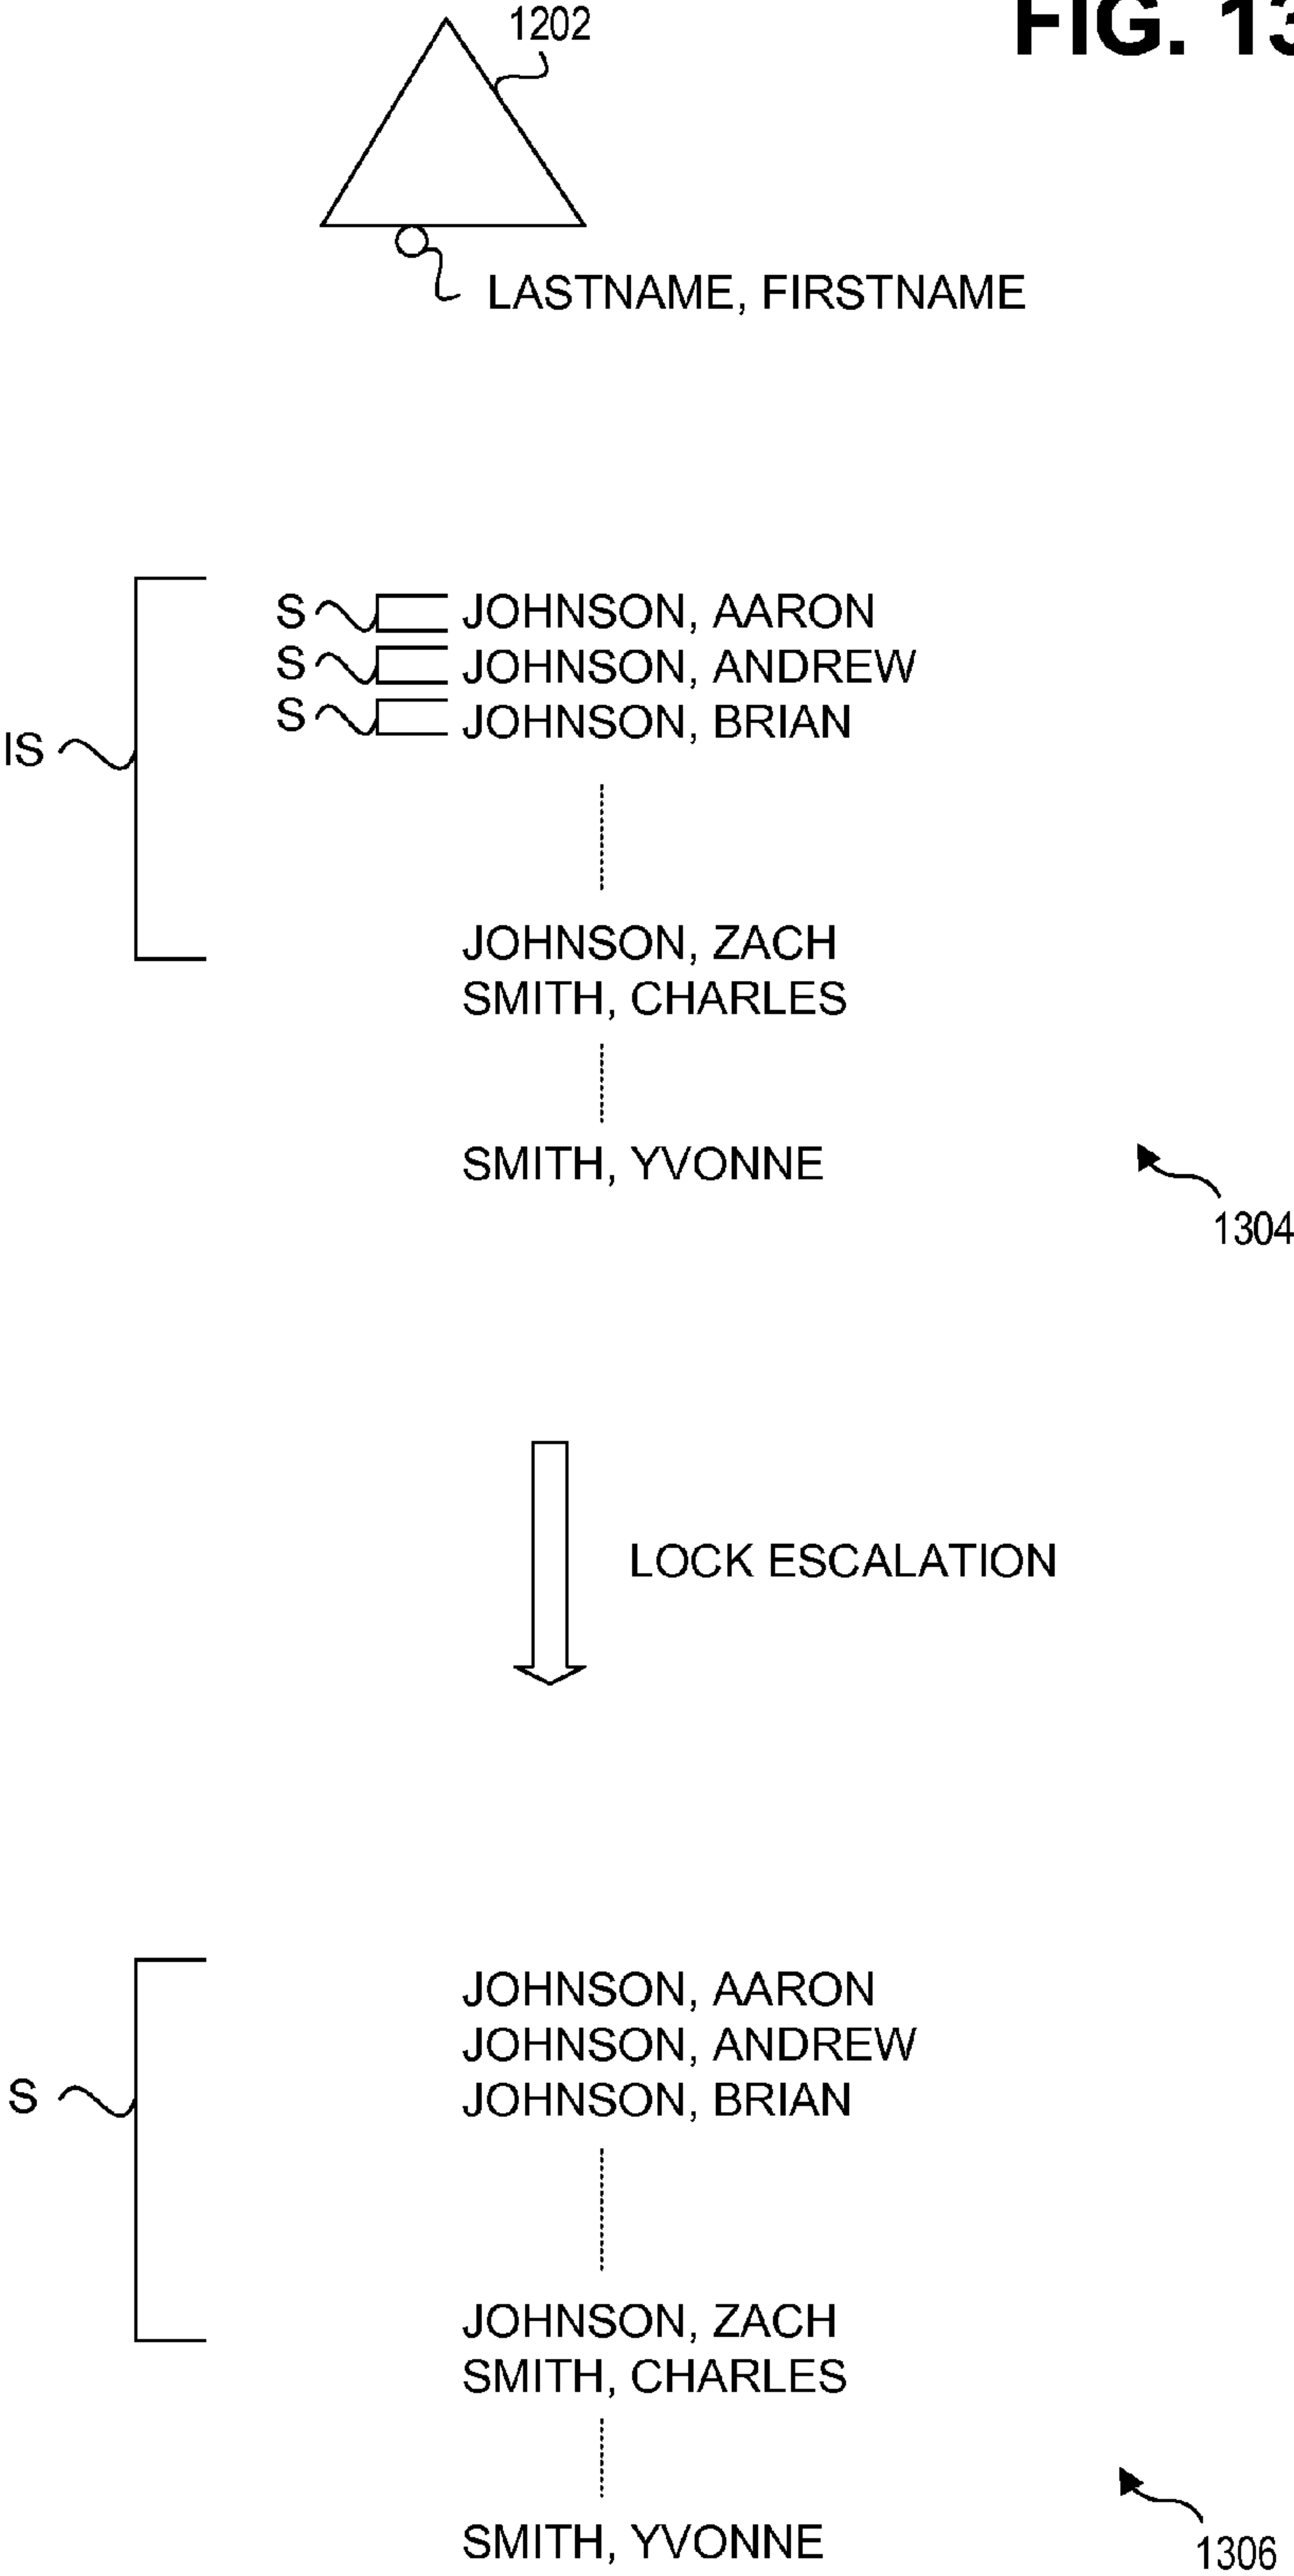 FIG. 13
1202
LASTNAME, FIRSTNAME
S JOHNSON, AARON
S JOHNSON, ANDREW
S JOHNSON, BRIAN
IS
JOHNSON, ZACH
SMITH, CHARLES
SMITH, YVONNE
1304
LOCK ESCALATION
JOHNSON, AARON
JOHNSON, ANDREW
JOHNSON, BRIAN
S
JOHNSON, ZACH
SMITH, CHARLES
SMITH, YVONNE
1306